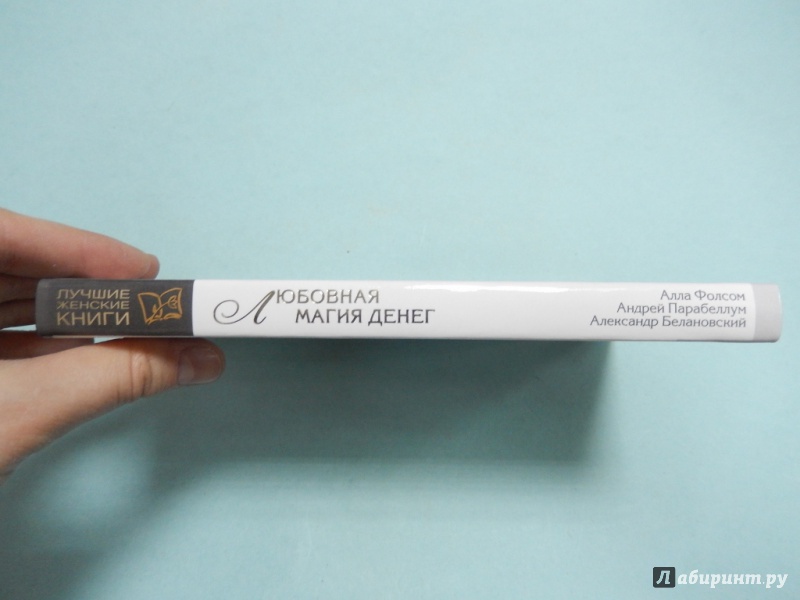 ЛУЧШИЕ
ЖЕНСКИЕ
КНИГИ
ЛЮБОВНАЯ
МАГИЯ ДЕНЕГ
Алла Фолсом
Андрей Парабеллум
Александр Белановский
Лабиринт.ру